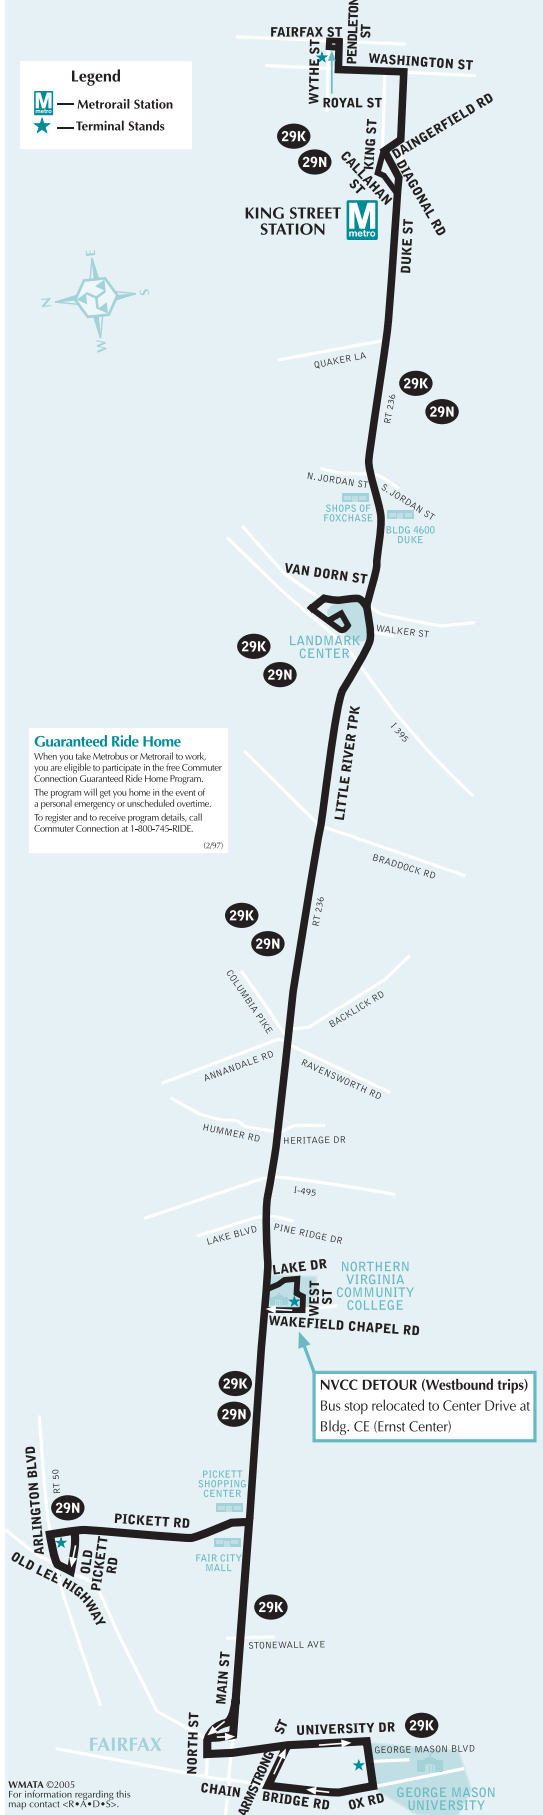 FAIRFAX ST
PENDLETON ST
WYTHE ST
WASHINGTON ST
ROYAL ST
Legend
M metro — Metrorail Station
— Terminal Stands
KING ST
DAINGERFIELD RD
29K
29N
CALLAHAN ST
DIAGONAL RD
KING STREET
STATION
M
metro
DUKE ST
E
N
S
W
QUAKER LA
29K
29N
RT 236
N. JORDAN ST
S. JORDAN ST
SHOPS OF
FOXCHASE
BLDG 4600
DUKE
VAN DORN ST
WALKER ST
LANDMARK
CENTER
29K
29N
I 395
LITTLE RIVER TPK
Guaranteed Ride Home
When you take Metrobus or Metrorail to work,
you are eligible to participate in the free Commuter
Connection Guaranteed Ride Home Program.
The program will get you home in the event of
a personal emergency or unscheduled overtime.
To register and to receive program details, call
Commuter Connection at 1-800-745-RIDE.
(2/97)
BRADDOCK RD
RT 236
29K
29N
COLUMBIA PIKE
BACKLICK RD
ANNANDALE RD
RAVENSWORTH RD
HUMMER RD
HERITAGE DR
I-495
LAKE BLVD
PINE RIDGE DR
LAKE DR
WEST ST
NORTHERN
VIRGINIA
COMMUNITY
COLLEGE
WAKEFIELD CHAPEL RD
NVCC DETOUR (Westbound trips)
Bus stop relocated to Center Drive at
Bldg. CE (Ernst Center)
29K
29N
ARLINGTON BLVD
RT 50
29N
PICKETT
SHOPPING
CENTER
PICKETT RD
OLD PICKETT RD
OLD LEE HIGHWAY
FAIR CITY
MALL
29K
STONEWALL AVE
MAIN ST
NORTH ST
FAIRFAX
UNIVERSITY DR
29K
GEORGE MASON BLVD
ARMSTRONG ST
CHAIN BRIDGE RD
OX RD
GEORGE MASON
UNIVERSITY
WMATA ©2005
For information regarding this
map contact <R•A•D•S>.